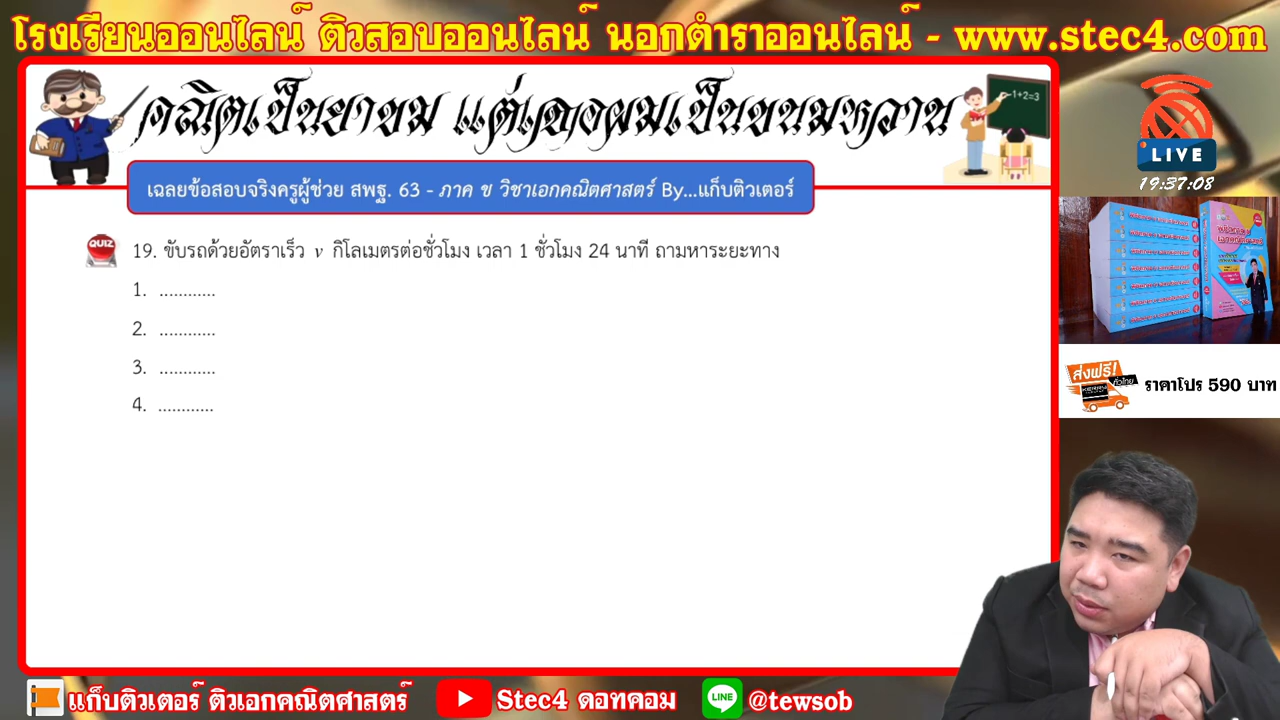 โรงเรียนออนไลน์ ติวสอบออนไลน์ นอกตำราออนไลน์ - www.stec4.com
คณิตเป็นยาขม แต่เจอผมเป็นขนมหวาน
1+2=3
LIVE
19:37:08
เฉลยข้อสอบจริงครูผู้ช่วย สพฐ. 63 - ภาค ข วิชาเอกคณิตศาสตร์ By...แก็บติวเตอร์
QUIZ
19. ขับรถด้วยอัตราเร็ว v กิโลเมตรต่อชั่วโมง เวลา 1 ชั่วโมง 24 นาที ถามหาระยะทาง
1. ............
2. ............
3. ............
4. ............
ส่งฟรี!
ทั่วไทย
ราคาโปร 590 บาท
แก็บติวเตอร์ ติวเอกคณิตศาสตร์
Stec4 ดอทคอม
LINE
@tewsob